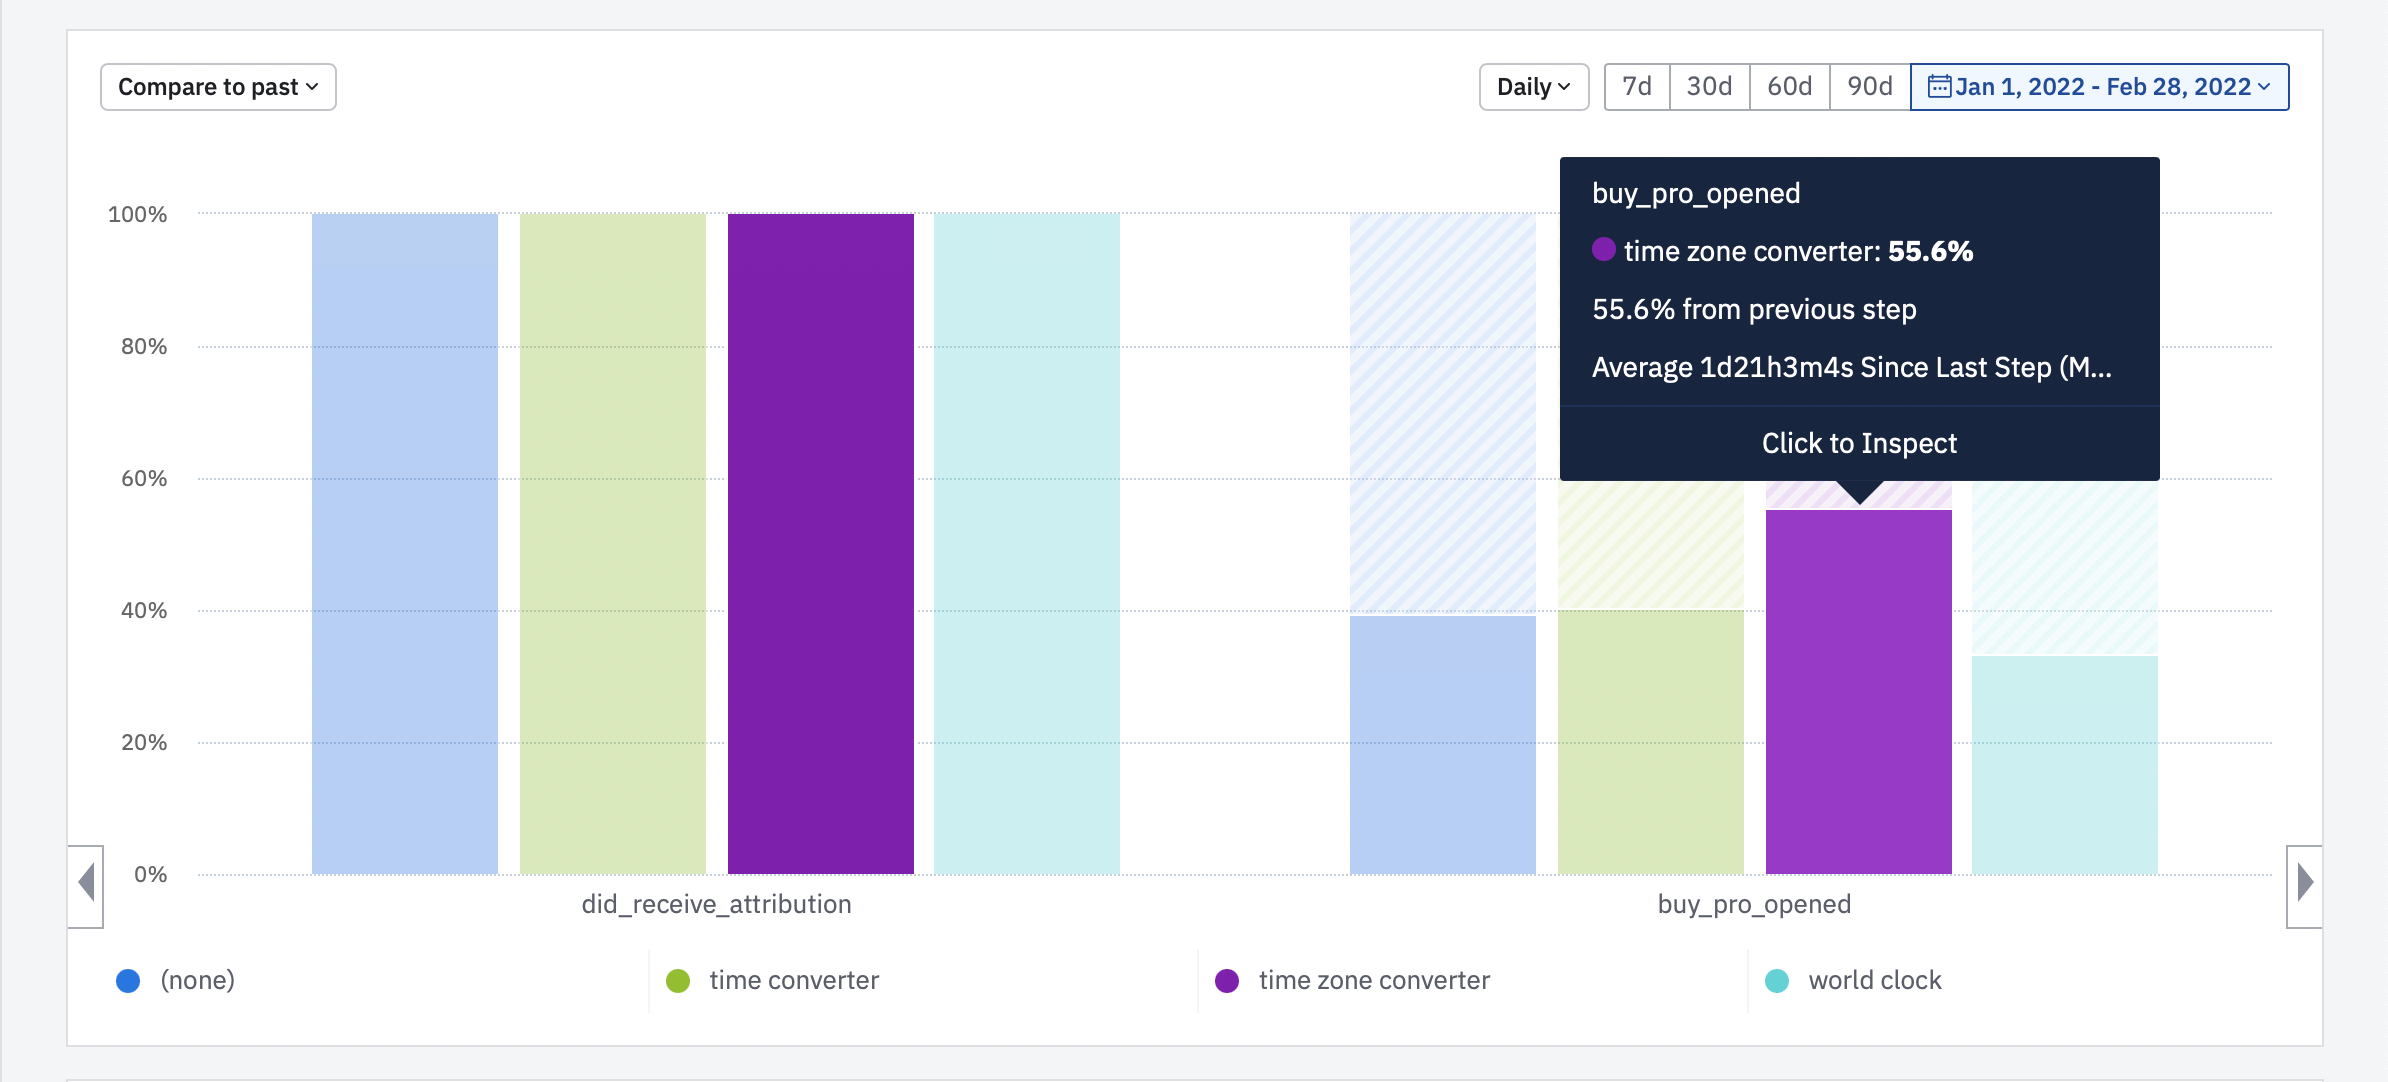 Compare to past
Daily
7d
30d
60d
90d
Jan 1, 2022 - Feb 28, 2022
buy_pro_opened
time zone converter: 55.6%
55.6% from previous step
Average 1d21h3m4s Since Last Step (M...
Click to Inspect
100%
80%
60%
40%
20%
0%
did_receive_attribution
buy_pro_opened
(none)
time converter
time zone converter
world clock